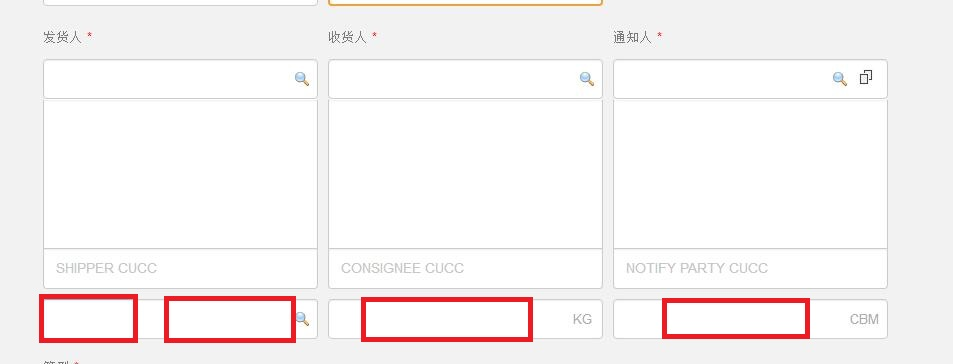 发货人 *
收货人 *
通知人 *
SHIPPER CUCC
CONSIGNEE CUCC
NOTIFY PARTY CUCC
KG
CBM